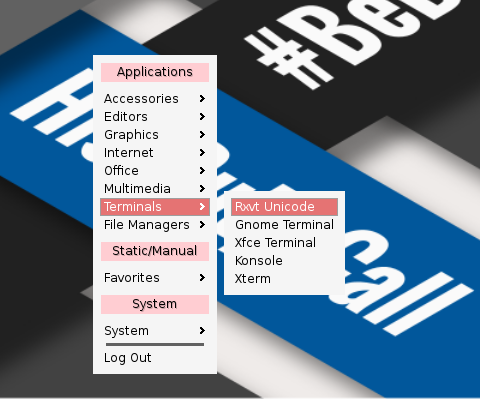 #BeB
Applications
Accessories
Editors
Graphics
Internet
Office
Multimedia
Terminals
File Managers
Static/Manual
Favorites
System
System
Log Out
Rxvt Unicode
Gnome Terminal
Xfce Terminal
Konsole
Xterm